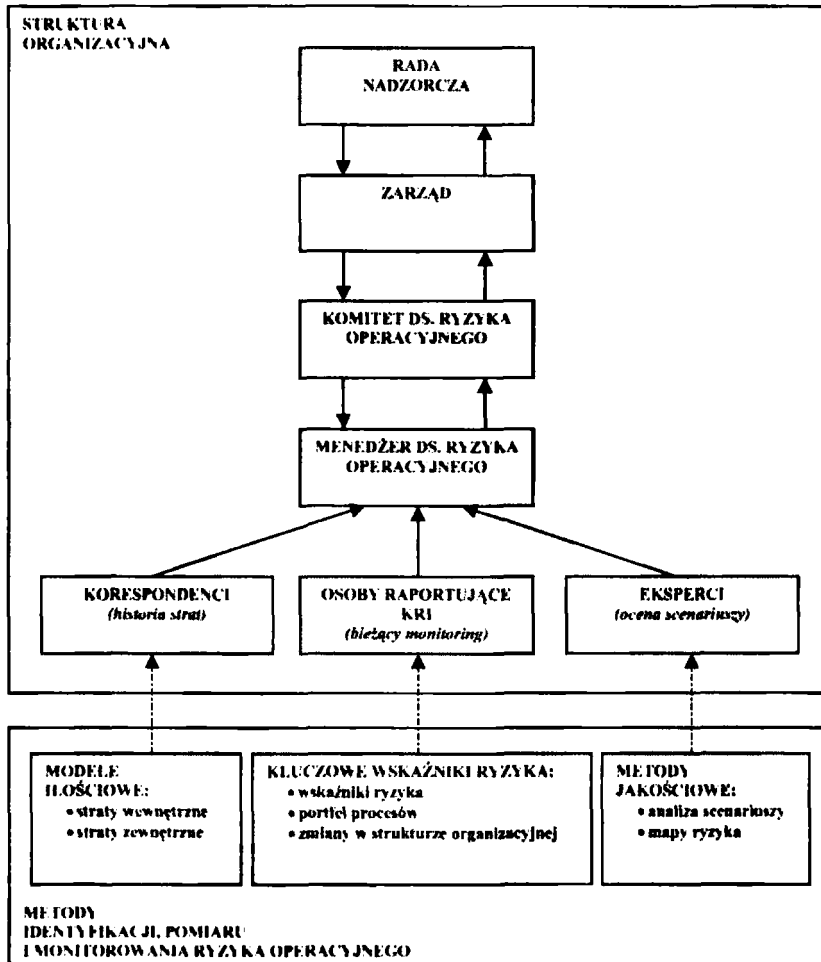 STRUKTURA
ORGANIZACYJNA
RADA
NADZORCZA
ZARZĄD
KOMITET DS. RYZYKA
OPERACYJNEGO
MENEDŻER DS. RYZYKA
OPERACYJNEGO
KORESPONDENCI
(historia strat)
OSOBY RAPORTUJĄCE
KRI
(bieżący monitoring)
EKSPERCI
(ocena scenariuszy)
MODELE
ILOŚCIOWE:
• straty wewnętrzne
• straty zewnętrzne
KLUCZOWE WSKAŹNIKI RYZYKA:
• wskaźniki ryzyka
• portfel procesów
• zmiany w strukturze organizacyjnej
METODY
JAKOŚCIOWE:
• analiza scenariuszy
• mapy ryzyka
METODY
IDENTYFIKACJI, POMIARU
I MONITOROWANIA RYZYKA OPERACYJNEGO